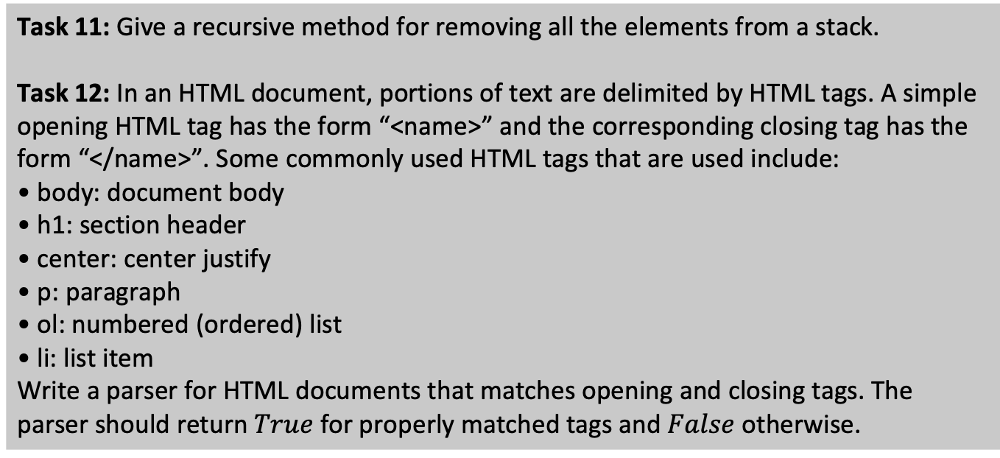 Task 11: Give a recursive method for removing all the elements from a stack.
Task 12: In an HTML document, portions of text are delimited by HTML tags. A simple
opening HTML tag has the form “<name>” and the corresponding closing tag has the
form “</name>”. Some commonly used HTML tags that are used include:
• body: document body
• h1: section header
• center: center justify
• p: paragraph
• ol: numbered (ordered) list
• li: list item
Write a parser for HTML documents that matches opening and closing tags. The
parser should return True for properly matched tags and False otherwise.